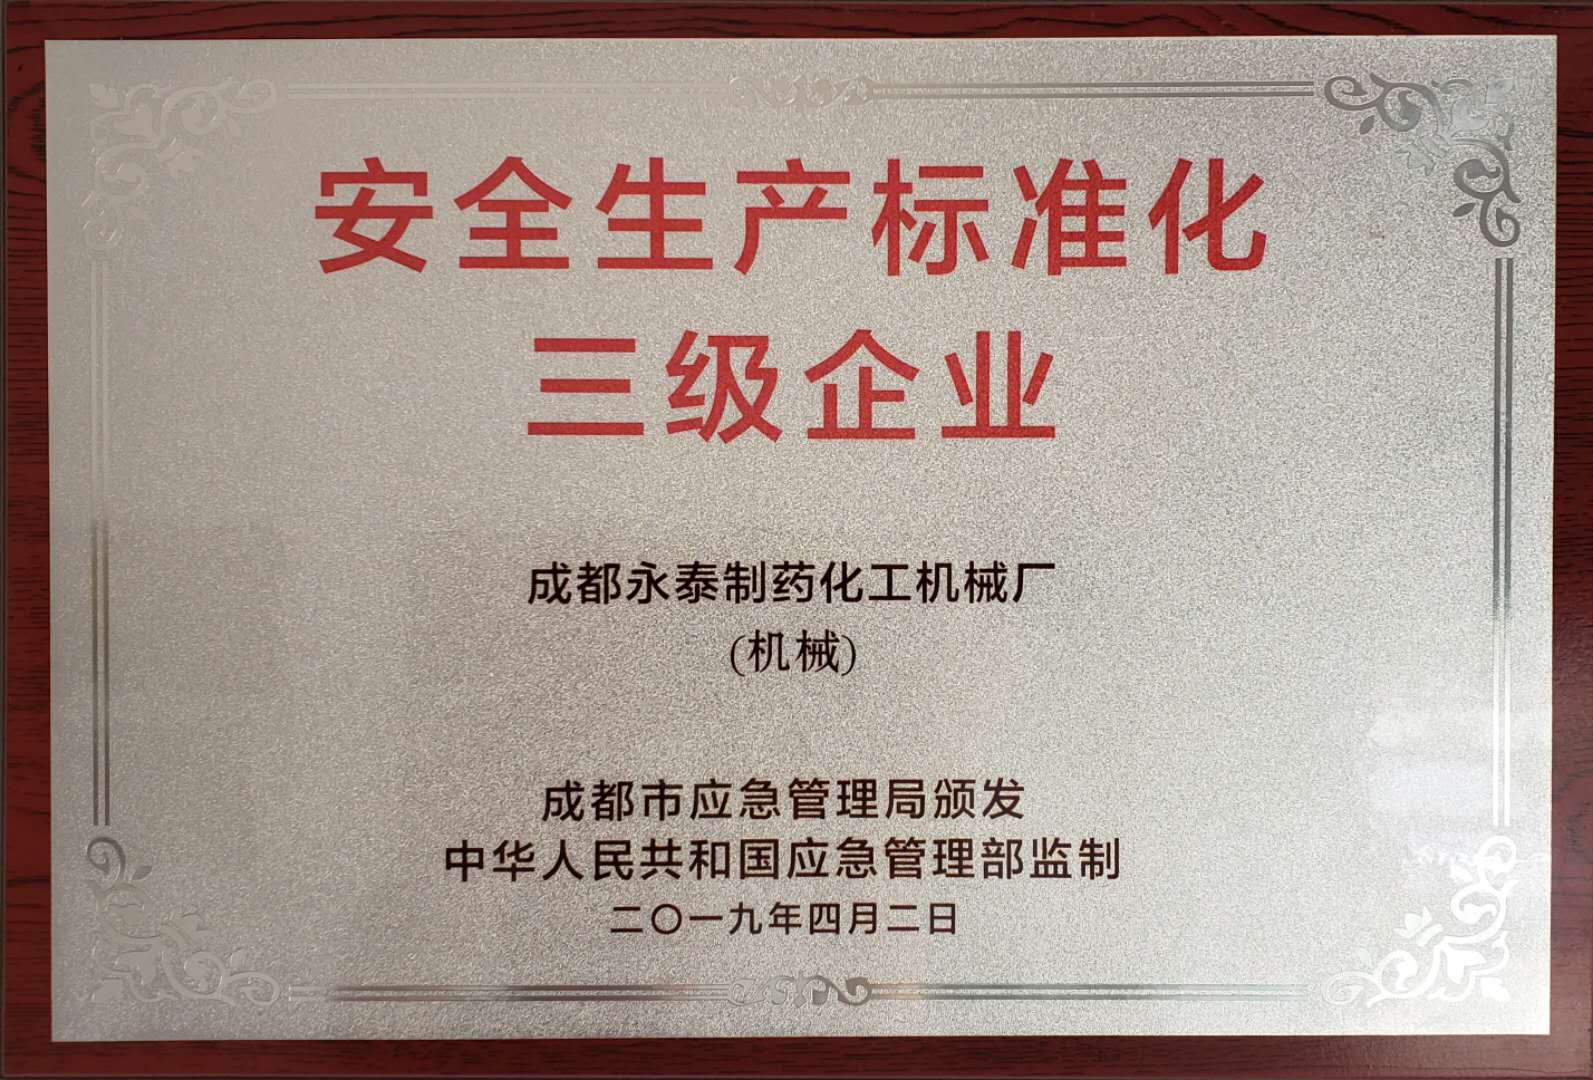 安全生产标准化
三级企业
成都永泰制药化工机械厂
(机械)
成都市应急管理局颁发
中华人民共和国应急管理部监制
二〇一九年四月二日